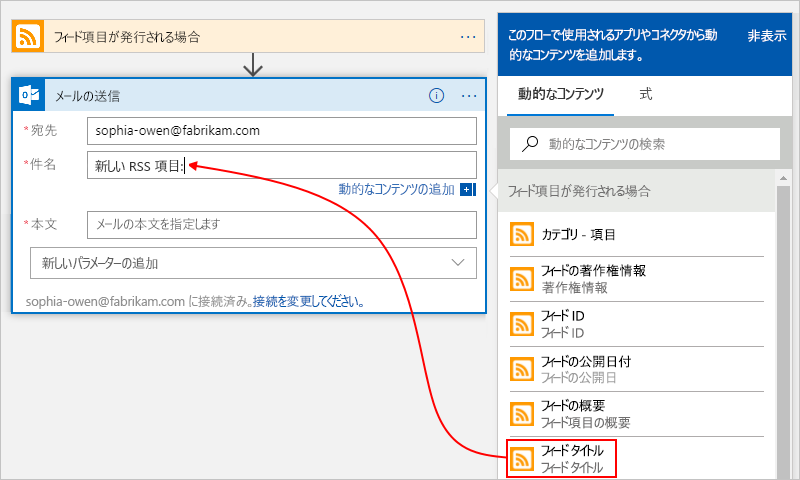 フィード項目が発行される場合
メールの送信
*宛先
sophia-owen@fabrikam.com
*件名
新しい RSS 項目:
動的なコンテンツの追加
*本文
メールの本文を指定します
新しいパラメーターの追加
sophia-owen@fabrikam.com に接続済み。接続を変更してください。
このフローで使用されるアプリやコネクタから動
的なコンテンツを追加します。
非表示
動的なコンテンツ
式
動的なコンテンツの検索
フィード項目が発行される場合
カテゴリ - 項目
フィードの著作権情報
著作権情報
フィード ID
フィード ID
フィードの公開日付
フィードの公開日
フィードの概要
フィード項目の概要
フィード タイトル
フィード タイトル